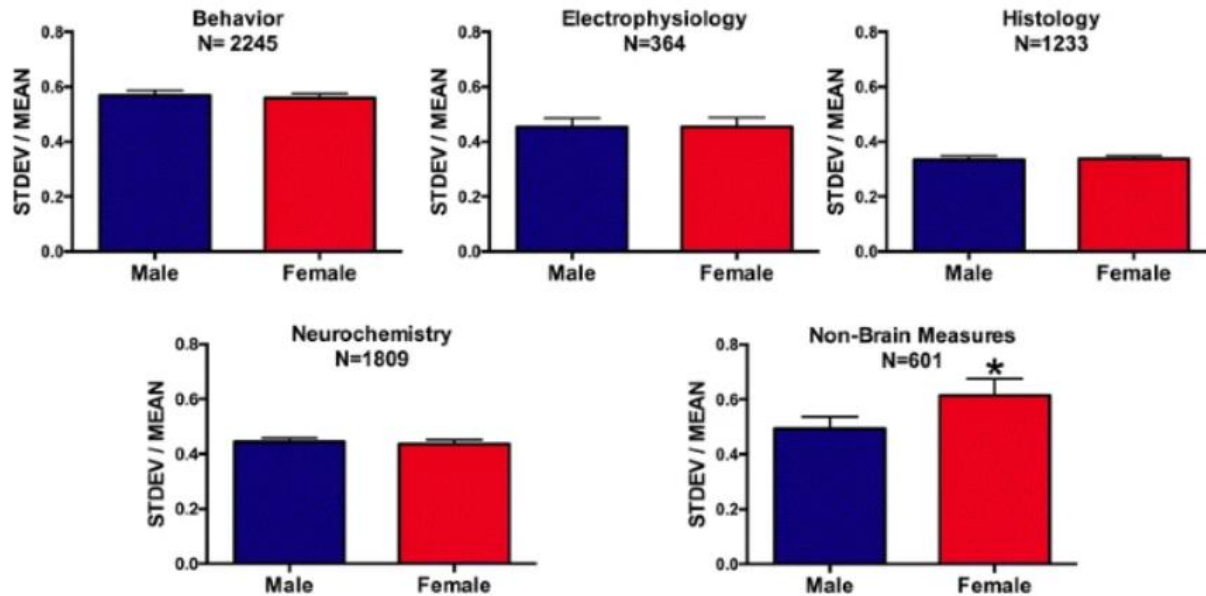 Behavior
N= 2245
STDEV / MEAN
0.8
0.6
0.4
0.2
0.0
Male Female
Electrophysiology
N=364
STDEV / MEAN
0.8
0.6
0.4
0.2
0.0
Male Female
Histology
N=1233
STDEV / MEAN
0.8
0.6
0.4
0.2
0.0
Male Female
Neurochemistry
N=1809
STDEV / MEAN
0.8
0.6
0.4
0.2
0.0
Male Female
Non-Brain Measures
N=601
STDEV / MEAN
0.8
0.6
0.4
0.2
0.0
*
Male Female